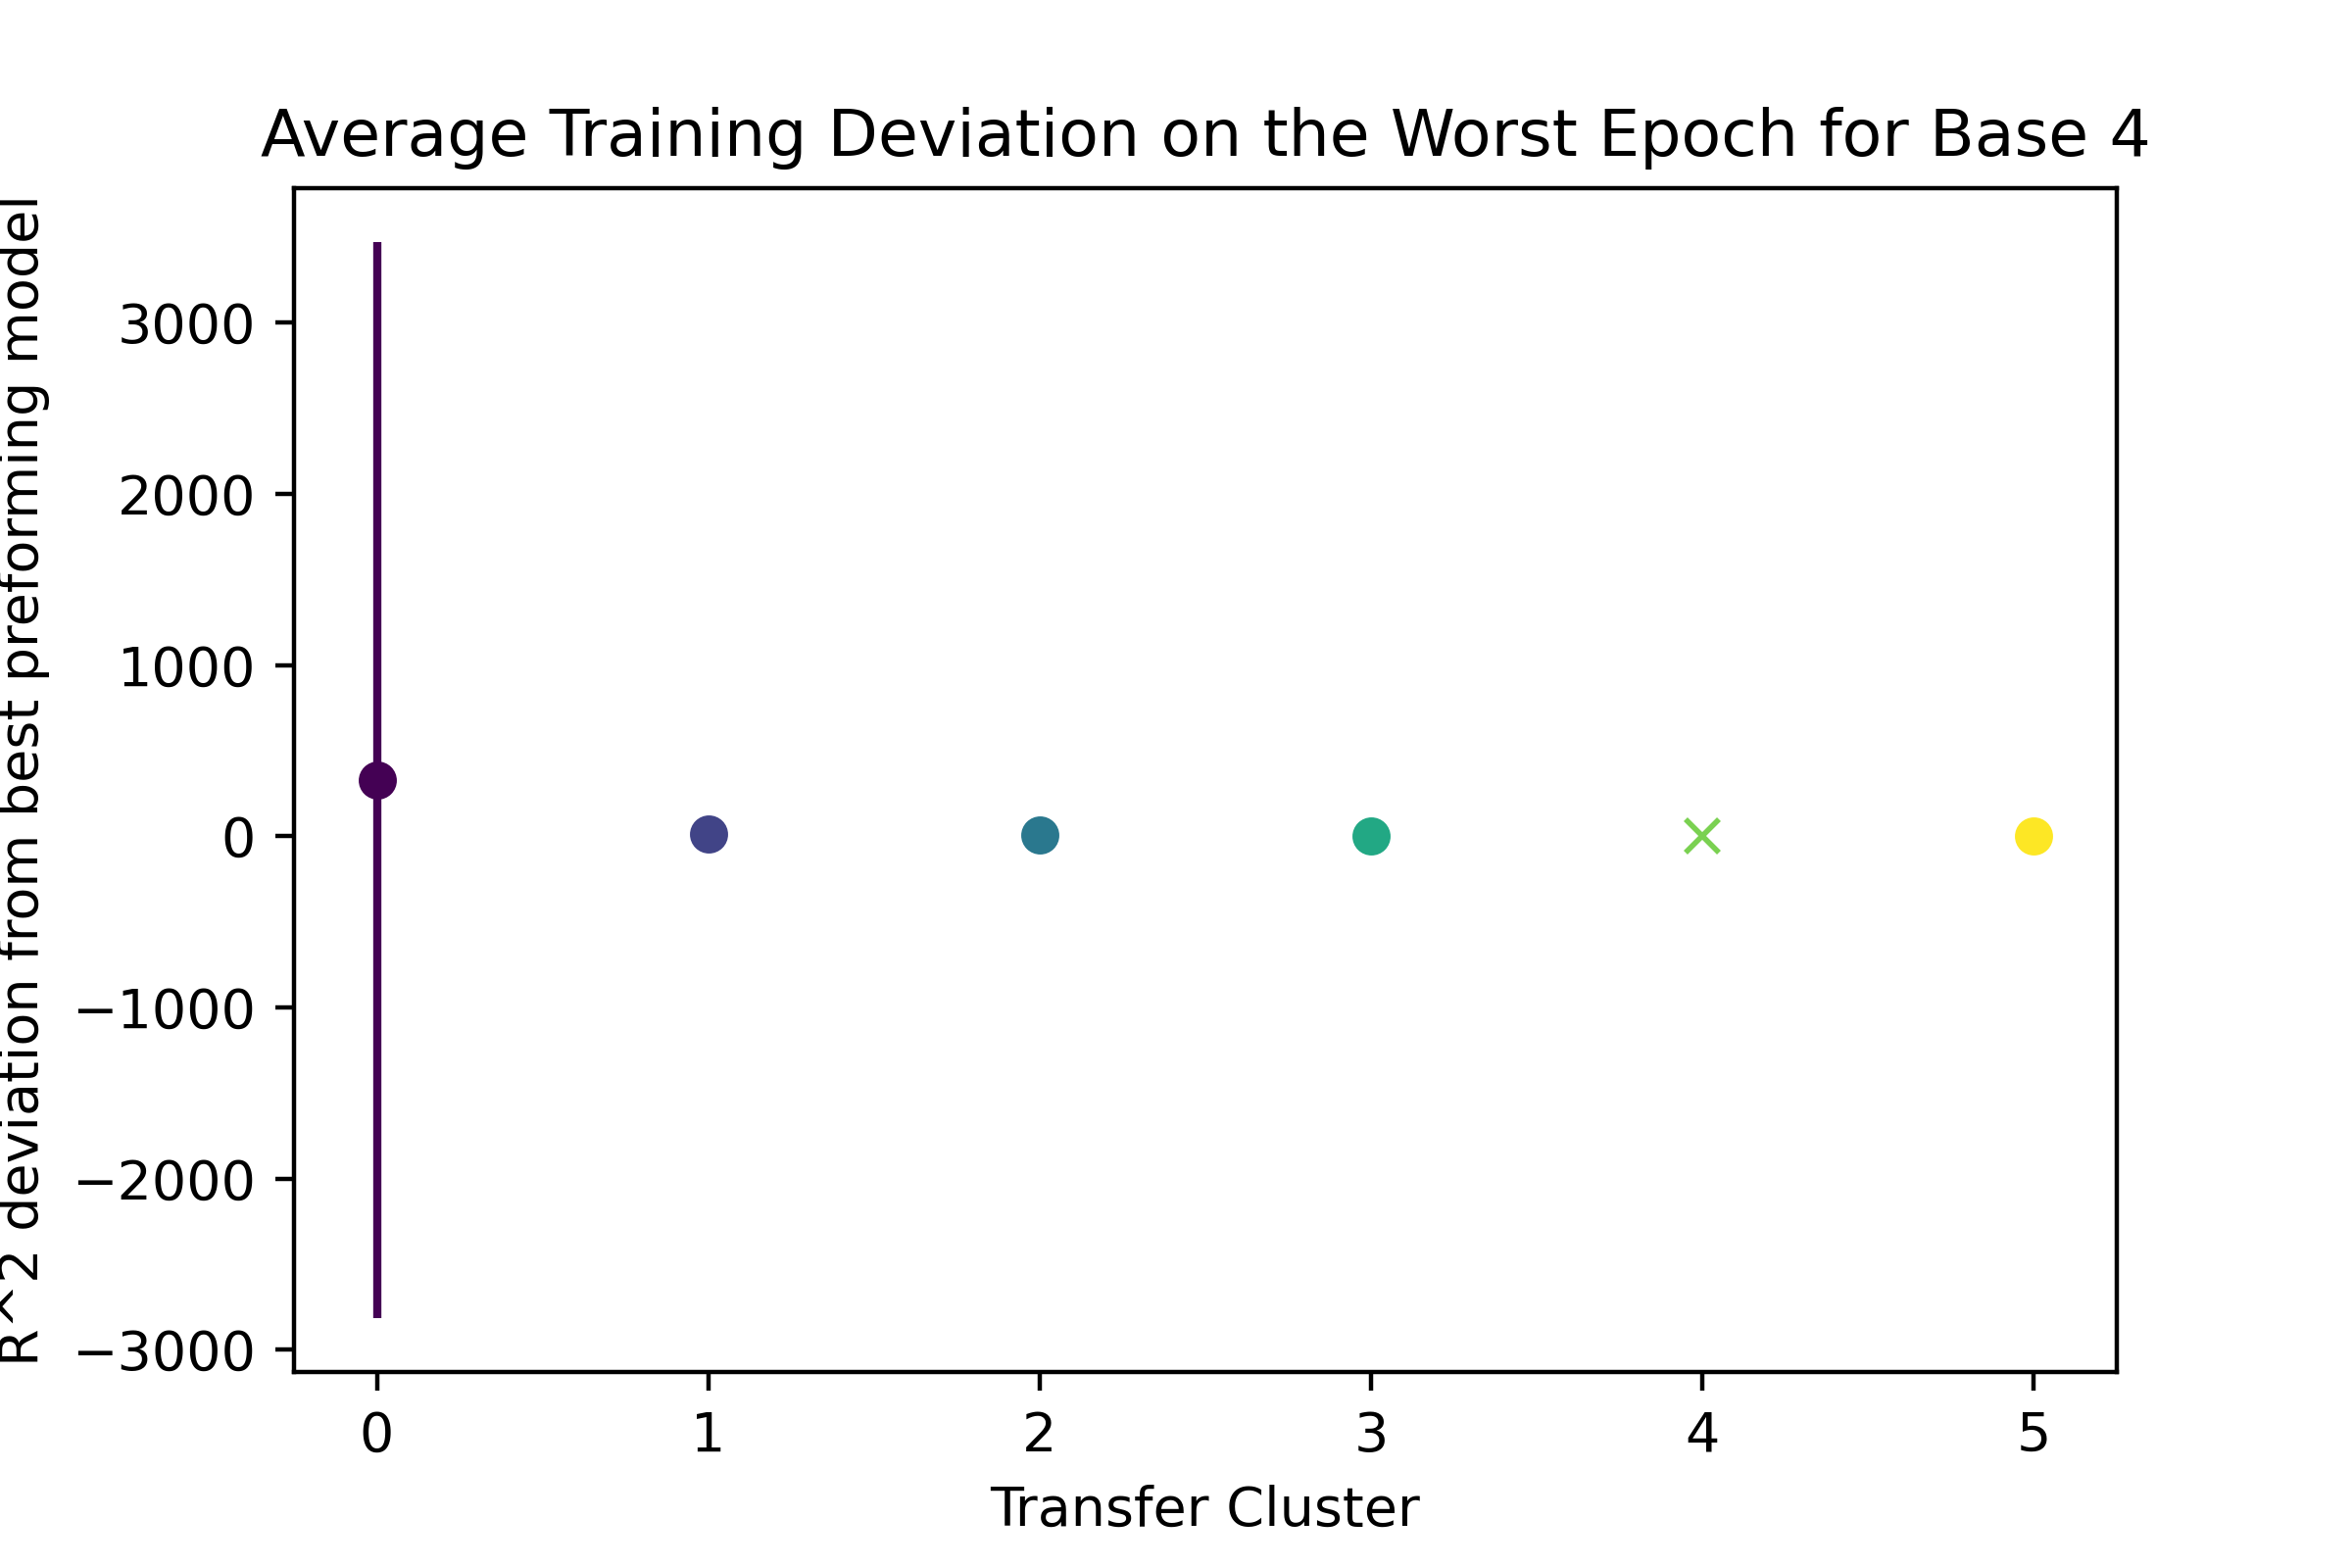 Average Training Deviation on the Worst Epoch for Base 4
R^2 deviation from best preforming model
3000
2000
1000
0
−1000
−2000
−3000
0 1 2 3 4 5
Transfer Cluster